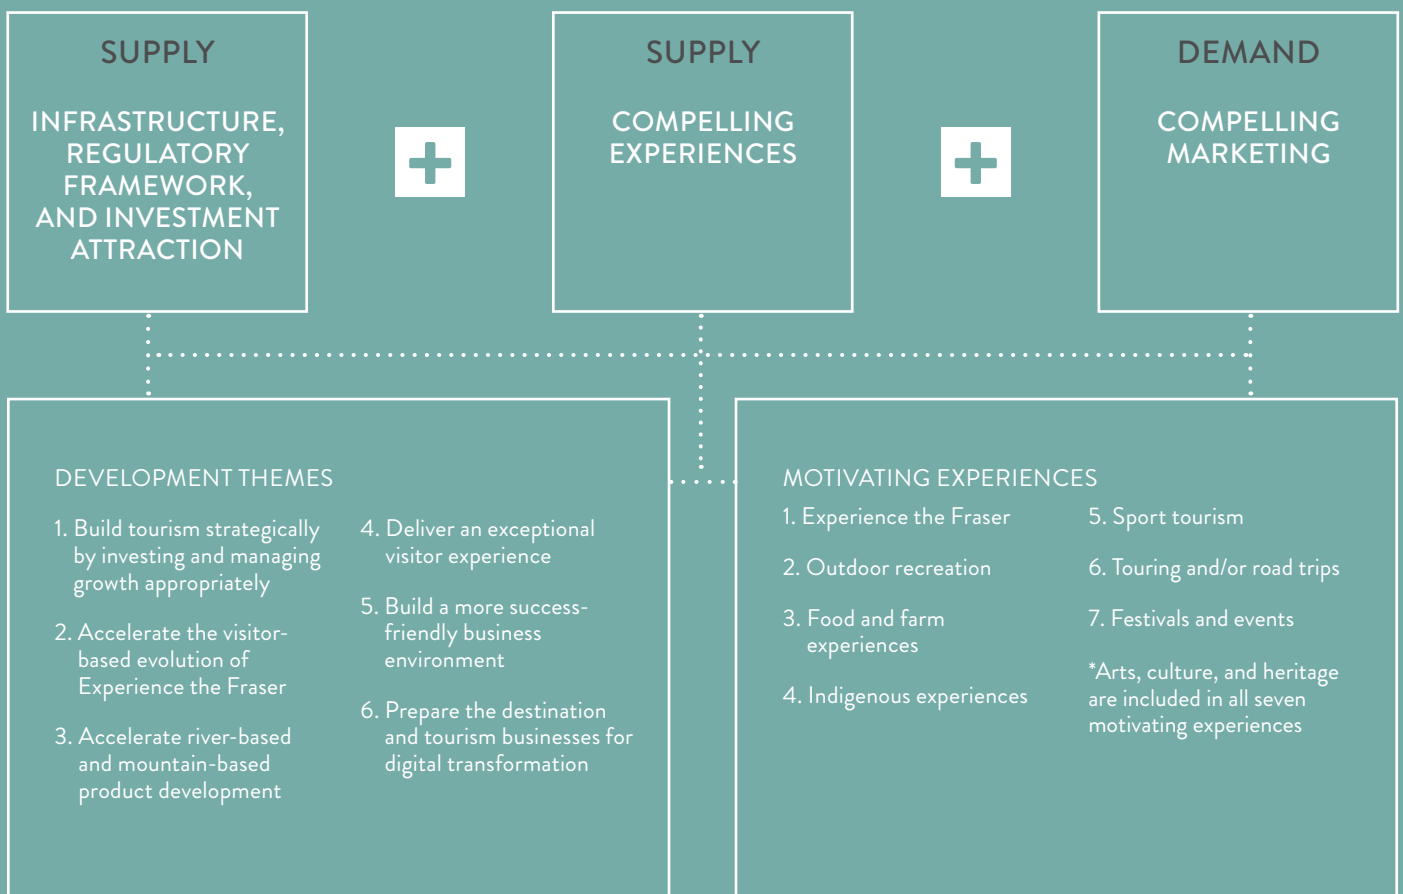 SUPPLY
INFRASTRUCTURE,
REGULATORY
FRAMEWORK,
AND INVESTMENT
ATTRACTION
SUPPLY
COMPELLING
EXPERIENCES
DEMAND
COMPELLING
MARKETING
DEVELOPMENT THEMES
1. Build tourism strategically
by investing and managing
growth appropriately
2. Accelerate the visitor-
based evolution of
Experience the Fraser
3. Accelerate river-based
and mountain-based
product development
4. Deliver an exceptional
visitor experience
5. Build a more success-
friendly business
environment
6. Prepare the destination
and tourism businesses for
digital transformation
MOTIVATING EXPERIENCES
1. Experience the Fraser
2. Outdoor recreation
3. Food and farm
experiences
4. Indigenous experiences
5. Sport tourism
6. Touring and/or road trips
7. Festivals and events
*Arts, culture, and heritage
are included in all seven
motivating experiences